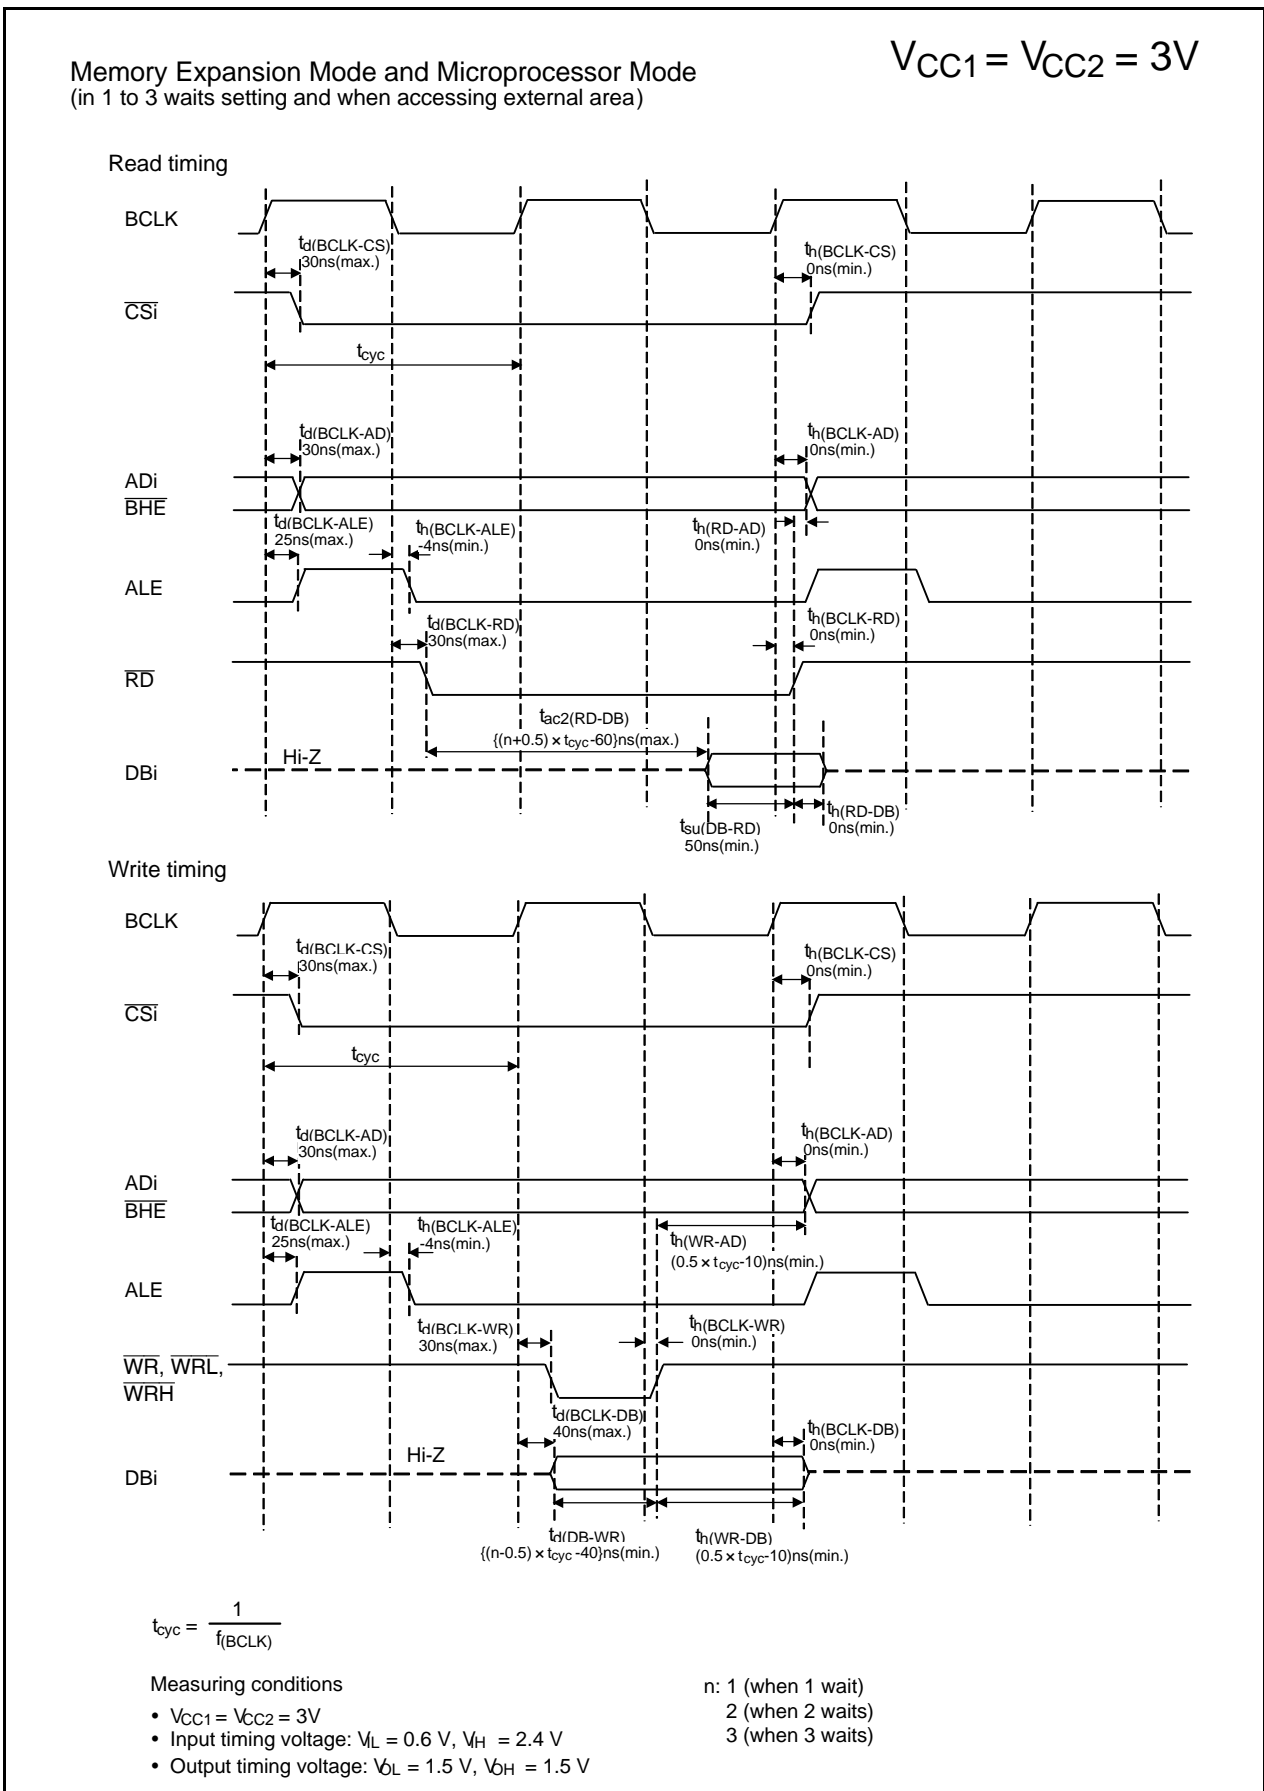 VCC1 = VCC2 = 3V
Memory Expansion Mode and Microprocessor Mode
(in 1 to 3 waits setting and when accessing external area)
Read timing
BCLK
td(BCLK-CS)
30ns(max.)
th(BCLK-CS)
0ns(min.)
CSi
tcyc
td(BCLK-AD)
30ns(max.)
th(BCLK-AD)
0ns(min.)
ADi
BHE
td(BCLK-ALE)
25ns(max.)
th(BCLK-ALE)
-4ns(min.)
th(RD-AD)
0ns(min.)
ALE
td(BCLK-RD)
30ns(max.)
th(BCLK-RD)
0ns(min.)
RD
tac2(RD-DB)
{(n+0.5) × tcyc-60}ns(max.)
Hi-Z
DBi
tsu(DB-RD)
50ns(min.)
th(RD-DB)
0ns(min.)
Write timing
BCLK
td(BCLK-CS)
30ns(max.)
th(BCLK-CS)
0ns(min.)
CSi
tcyc
td(BCLK-AD)
30ns(max.)
th(BCLK-AD)
0ns(min.)
ADi
BHE
td(BCLK-ALE)
25ns(max.)
th(BCLK-ALE)
-4ns(min.)
th(WR-AD)
(0.5 × tcyc-10)ns(min.)
ALE
td(BCLK-WR)
30ns(max.)
th(BCLK-WR)
0ns(min.)
WR, WRL,
WRH
td(BCLK-DB)
40ns(max.)
th(BCLK-DB)
0ns(min.)
Hi-Z
DBi
td(DB-WR)
{(n-0.5) × tcyc -40}ns(min.)
th(WR-DB)
(0.5 × tcyc-10)ns(min.)
tcyc = 1
f(BCLK)
Measuring conditions
• VCC1 = VCC2 = 3V
• Input timing voltage: VIL = 0.6 V, VIH = 2.4 V
• Output timing voltage: VOL = 1.5 V, VOH = 1.5 V
n: 1 (when 1 wait)
2 (when 2 waits)
3 (when 3 waits)